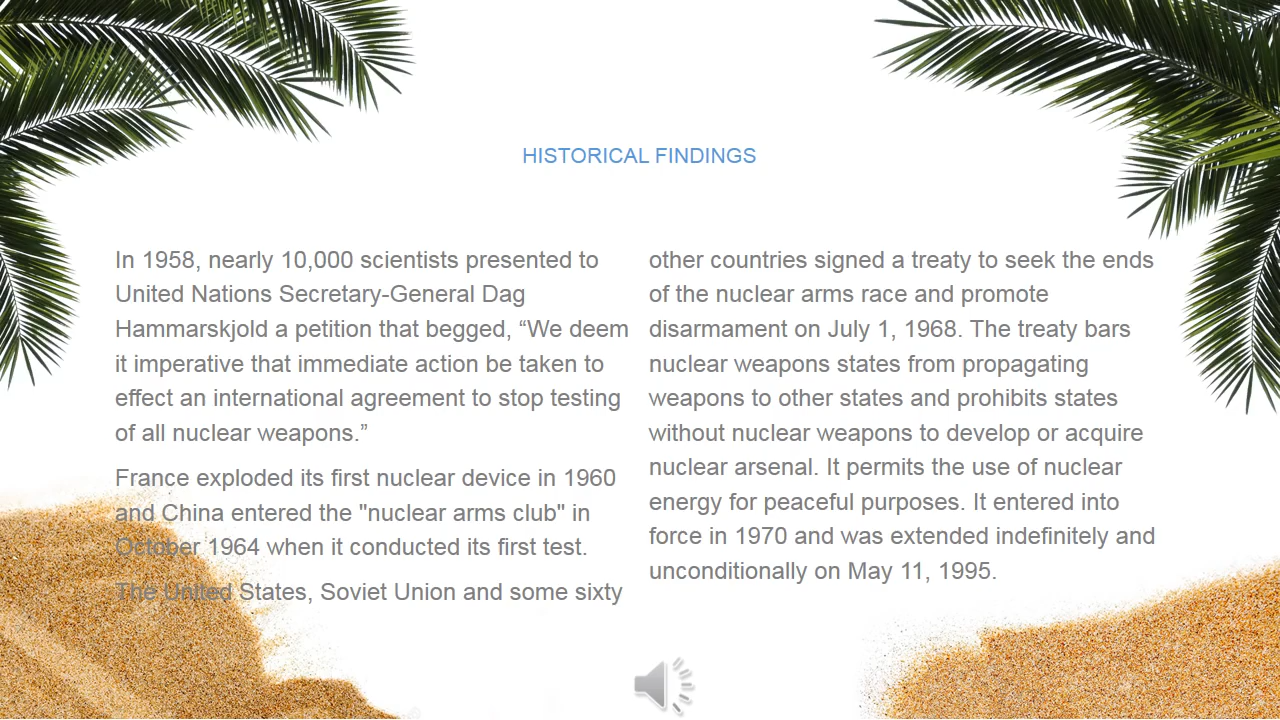 HISTORICAL FINDINGS
In 1958, nearly 10,000 scientists presented to
United Nations Secretary-General Dag
Hammarskjold a petition that begged, “We deem
it imperative that immediate action be taken to
effect an international agreement to stop testing
of all nuclear weapons.”
France exploded its first nuclear device in 1960
and China entered the "nuclear arms club" in
October 1964 when it conducted its first test.
The United States, Soviet Union and some sixty
other countries signed a treaty to seek the ends
of the nuclear arms race and promote
disarmament on July 1, 1968. The treaty bars
nuclear weapons states from propagating
weapons to other states and prohibits states
without nuclear weapons to develop or acquire
nuclear arsenal. It permits the use of nuclear
energy for peaceful purposes. It entered into
force in 1970 and was extended indefinitely and
unconditionally on May 11, 1995.